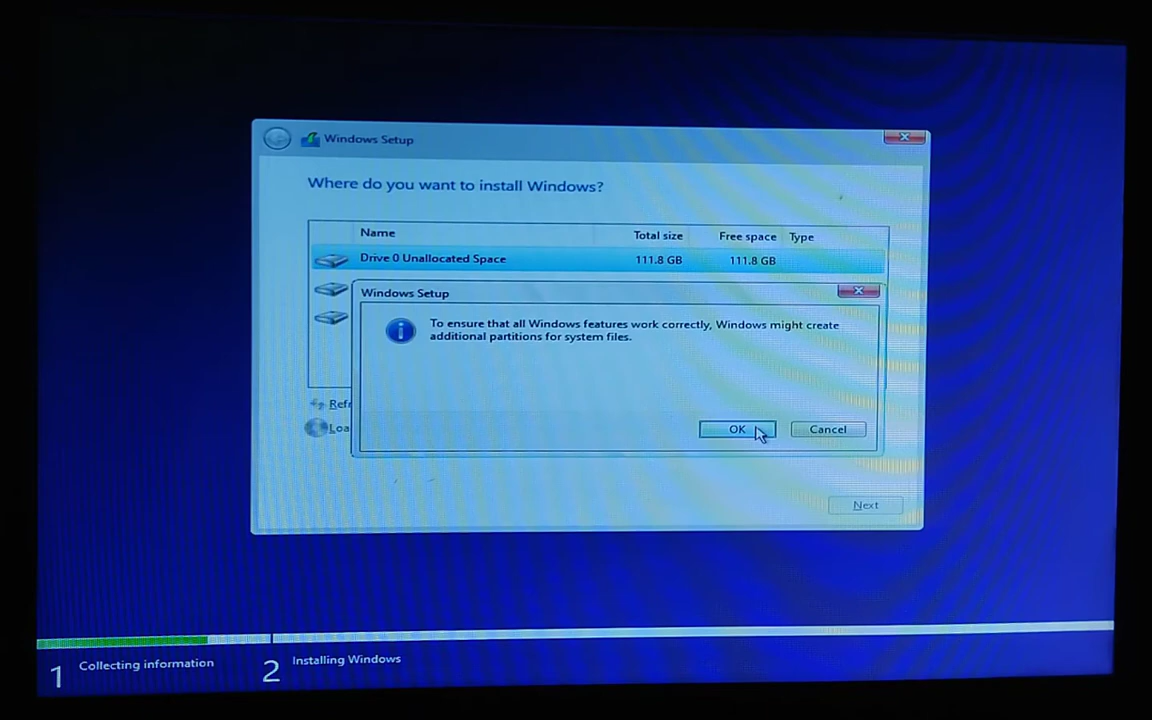 Windows Setup
Where do you want to install Windows?
Name Total size Free space Type
Drive 0 Unallocated Space 111.8 GB 111.8 GB
Windows Setup
To ensure that all Windows features work correctly, Windows might create
additional partitions for system files.
Refr
OK Cancel
Loa
Next
1 Collecting information 2 Installing Windows